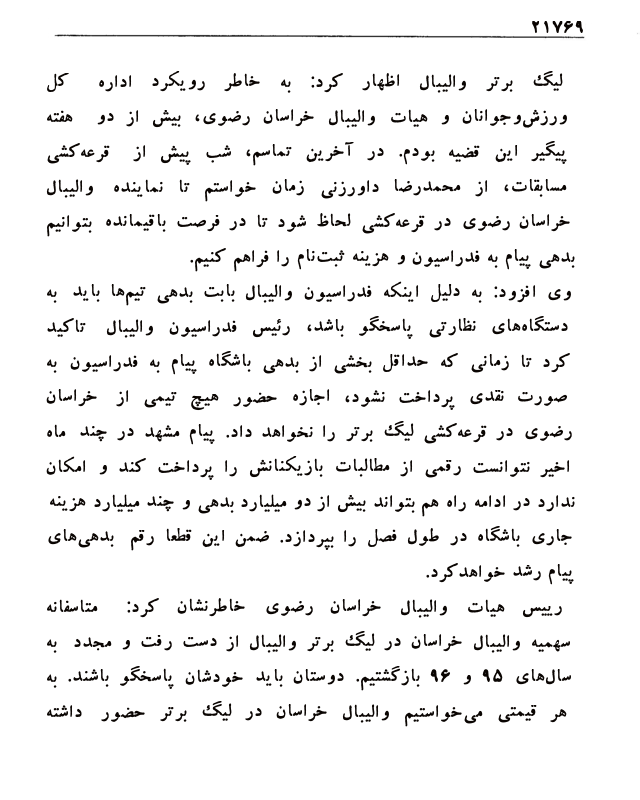 ۲۱۷۶۹
لیگ برتر والیبال اظهار کرد: به خاطر رویکرد اداره کل
ورزش‌وجوانان و هیات والیبال خراسان رضوی، بیش از دو هفته
پیگیر این قضیه بودم. در آخرین تماسم، شب پیش از قرعه‌کشی
مسابقات، از محمدرضا داورزنی زمان خواستم تا نماینده والیبال
خراسان رضوی در قرعه‌کشی لحاظ شود تا در فرصت باقیمانده بتوانیم
بدهی پیام به فدراسیون و هزینه ثبت‌نام را فراهم کنیم.
وی افزود: به دلیل اینکه فدراسیون والیبال بابت بدهی تیم‌ها باید به
دستگاه‌های نظارتی پاسخگو باشد، رئیس فدراسیون والیبال تاکید
کرد تا زمانی که حداقل بخشی از بدهی باشگاه پیام به فدراسیون به
صورت نقدی پرداخت نشود، اجازه حضور هیچ تیمی از خراسان
رضوی در قرعه‌کشی لیگ برتر را نخواهد داد. پیام مشهد در چند ماه
اخیر نتوانست رقمی از مطالبات بازیکنانش را پرداخت کند و امکان
ندارد در ادامه راه هم بتواند بیش از دو میلیارد بدهی و چند میلیارد هزینه
جاری باشگاه در طول فصل را بپردازد. ضمن این قطعا رقم بدهی‌های
پیام رشد خواهدکرد.
رییس هیات والیبال خراسان رضوی خاطرنشان کرد: متاسفانه
سهمیه والیبال خراسان در لیگ برتر والیبال از دست رفت و مجدد به
سال‌های ۹۵ و ۹۶ بازگشتیم. دوستان باید خودشان پاسخگو باشند. به
هر قیمتی می‌خواستیم والیبال خراسان در لیگ برتر حضور داشته